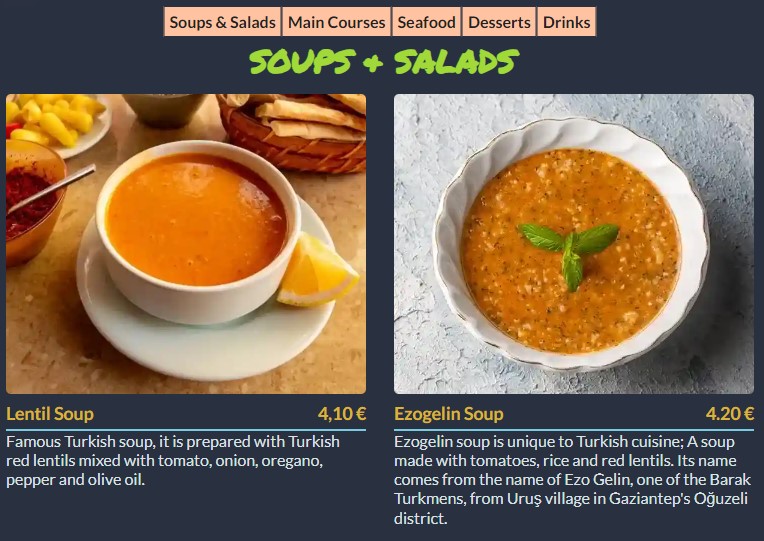 Soups & Salads Main Courses Seafood Desserts Drinks
SOUPS & SALADS
Lentil Soup 4,10 €
Famous Turkish soup, it is prepared with Turkish
red lentils mixed with tomato, onion, oregano,
pepper and olive oil.
Ezogelin Soup 4.20 €
Ezogelin soup is unique to Turkish cuisine; A soup
made with tomatoes, rice and red lentils. Its name
comes from the name of Ezo Gelin, one of the Barak
Turkmens, from Uruş village in Gaziantep's Oğuzeli
district.